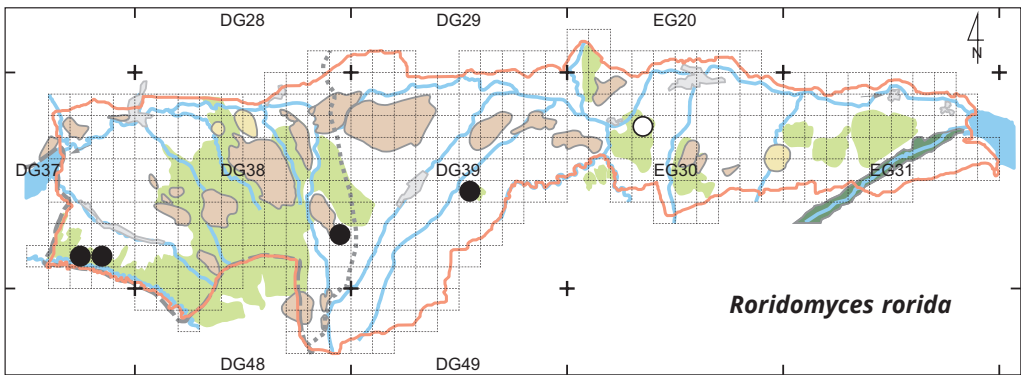 DG28 DG29 EG20
N
DG37 DG38 DG39 EG30 EG31
Roridomyces rorida
DG48 DG49